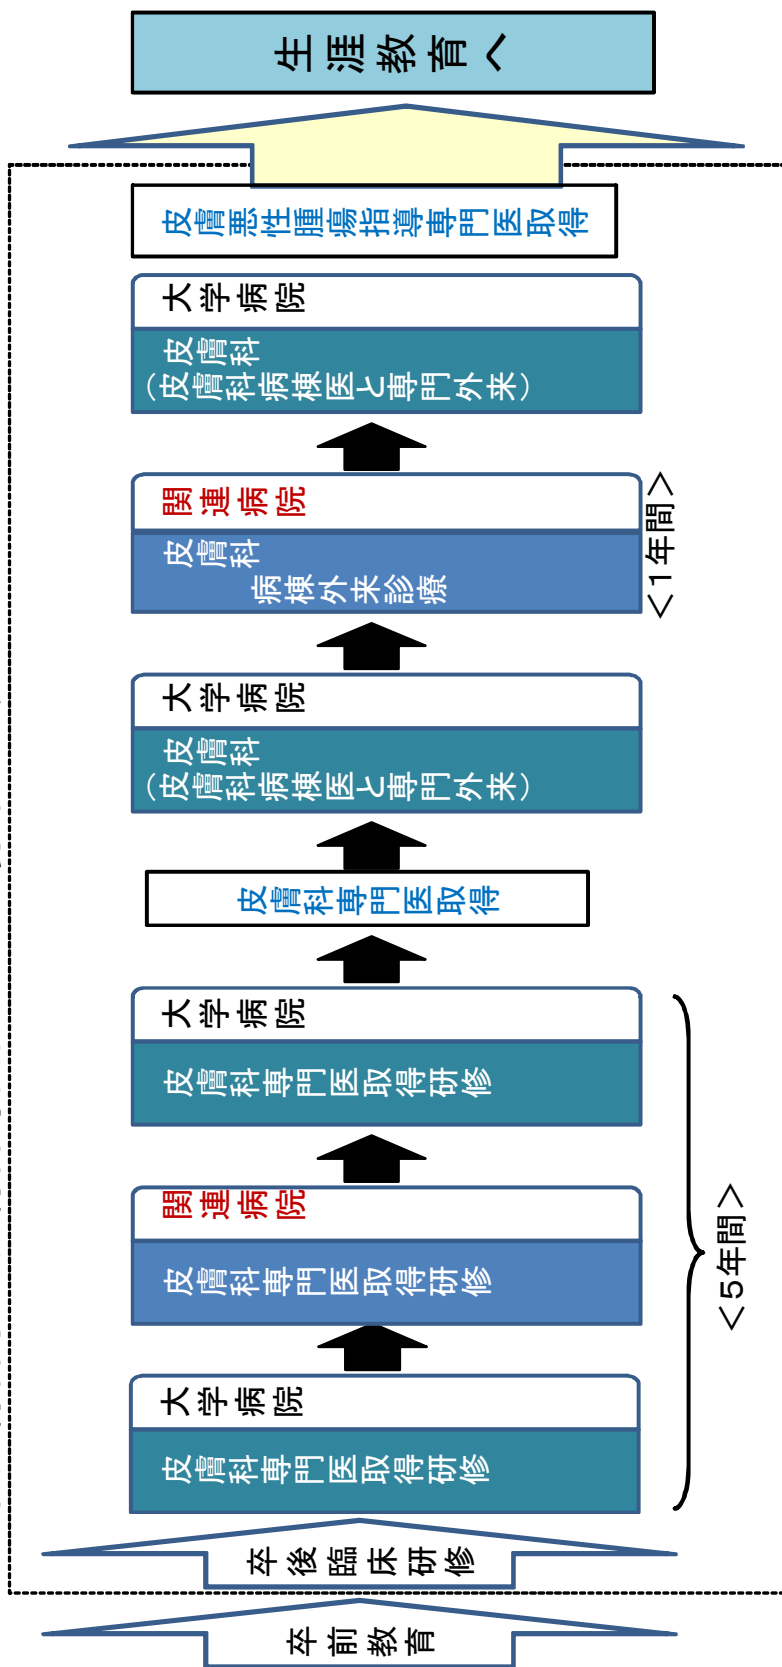 卒前教育
卒後臨床研修
大学病院
皮膚科専門医取得研修
関連病院
皮膚科専門医取得研修
大学病院
皮膚科専門医取得研修
＜5年間＞
皮膚科専門医取得
大学病院
皮膚科
（皮膚科病棟医と専門外来）
関連病院
皮膚科
病棟外来診療
＜1年間＞
大学病院
皮膚科
（皮膚科病棟医と専門外来）
皮膚悪性腫瘍指導専門医取得
生涯教育へ